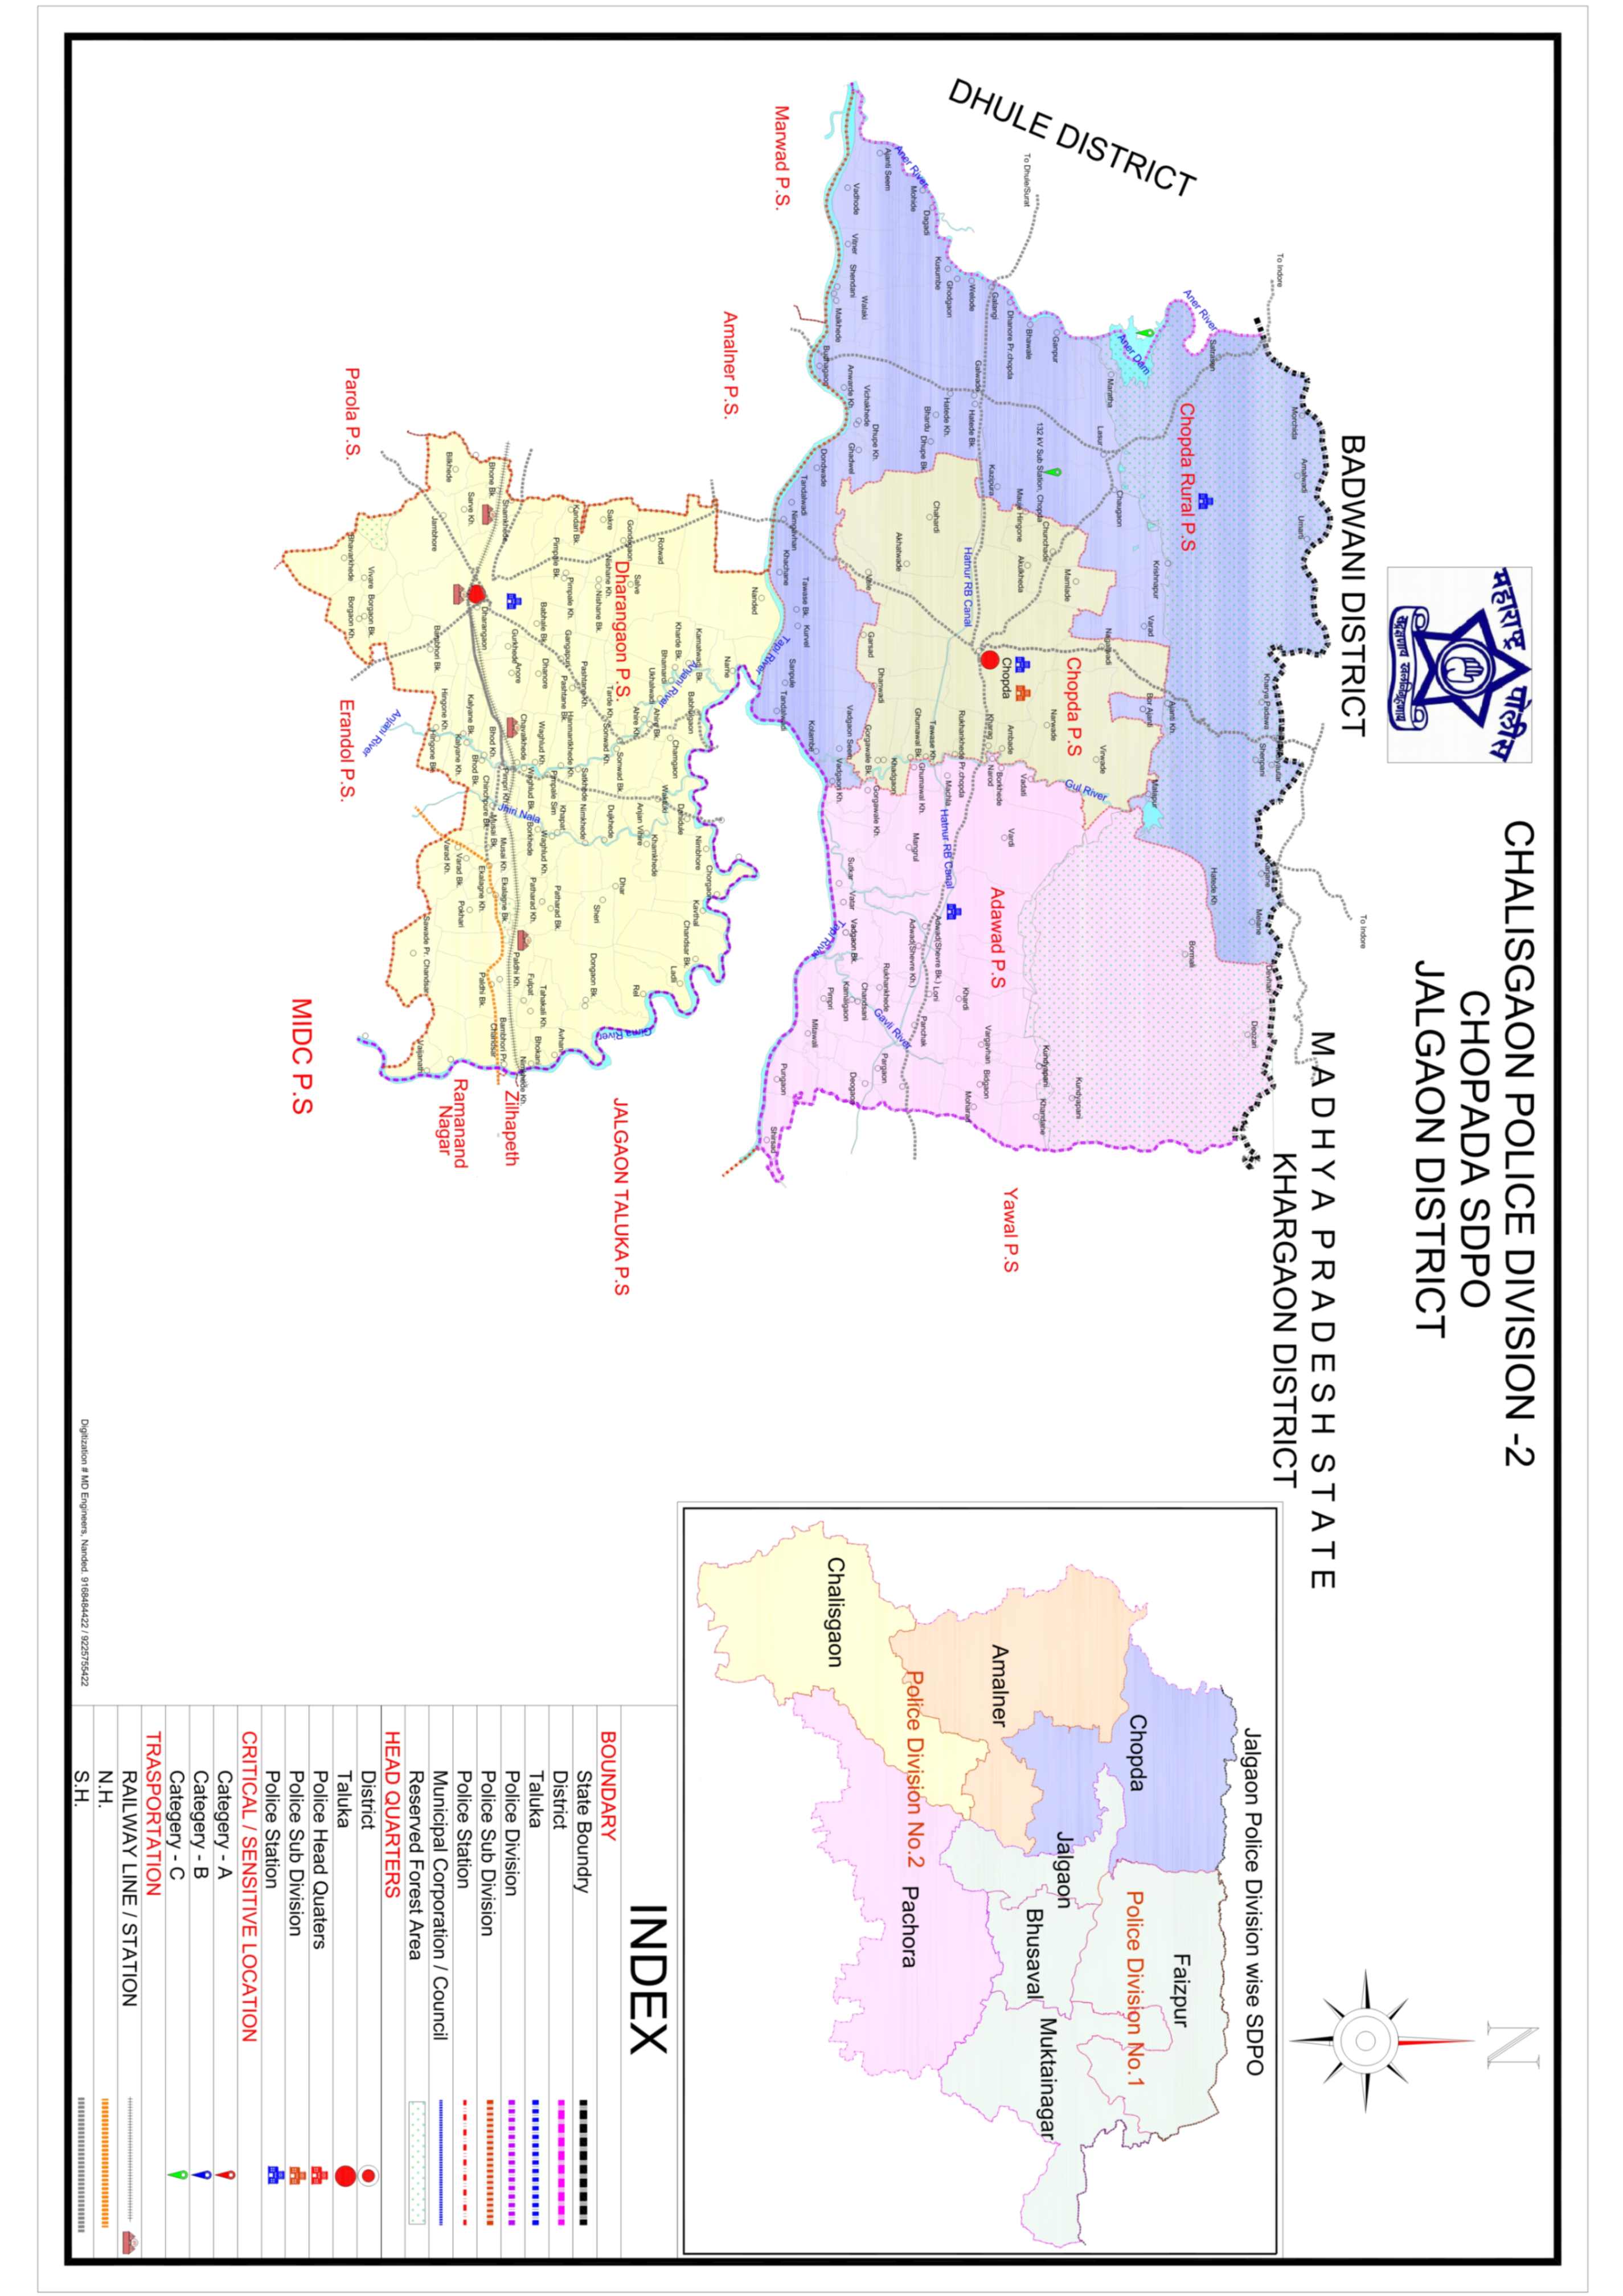 महाराष्ट्र पोलीस
सद्रक्षणाय खलनिग्रहणाय
CHALISGAON POLICE DIVISION -2
CHOPADA SDPO
JALGAON DISTRICT
N
BADWANI DISTRICT
To Indore
MADHYA PRADESH STATE
KHARGAON DISTRICT
To Indore
Morchida
Amalwadi
Umarti
Kharya Padawa
Shenpani
Melane
Devhari
Deozari
Aner River
Satrasen
Hatede Kh
Chopda Rural P.S
Bormali
DHULE DISTRICT
Krishnapur
Varad
Ajanti Kh.
Bor Ajanti
Malapur
Aner Dam
Maratha
Chaugaon
Lasur
Nagalwadi
Virwade
Gul River
Chopda P.S
Mamlade
Kundyapani
Ganpur
132 kV Sub Station, Chopda
Chunchade
Narwade
Kundyapani
Khandane
To Dhule/Surat
Bhawale
Mauje Hingone
Akulkheda
Vadati
Dhanore Pr.chopda
Chopda
Ambade
Vardi
Yawal P.S
Galangi
Kazipura
Kharag
Borkhede
Narod
Adawad P.S
Vargavhan
Bidgaon
Welode
Galwade
Hatede Bk.
Hatnur RB Canal
Rukhankhede Pr.chopda
Khardi
Moharad
Ghodgaon
Kusumbe
Hatede Kh.
Machla
Hatnur RB Canal
Adwad(Shevre Bk.)
Loni
Dagadi
Bhardu
Dhupe Bk.
Chahardi
Tawase Kh.
Ghumawal Bk.
Ghumawal Kh.
Mangrul
Adwad(Shevre Kh.)
Panchak
Aner River
Mohide
Akhatwade
Khadgaon
Rukhankhede
Gavli River
Pargaon
Ajanti Seem
Dhupe Kh.
Vele
Garsad
Dhanwadi
Gorgawale Bk.
Gorgawale Kh.
Chandsani
Vadhode
Vitner
Shendani
Walaki
Malkhede
Vichakhede
Anwarde Kh.
Ghadwel
Vadgaon Seem
Vadgaon Kh.
Sutkar
Vatar
Vadgaon Bk.
Kamalgaon
Deogaon
Budhagaon
Dondwade
Kolambe
Tapi River
Pimpri
Mitawali
Marwad P.S.
Tandalwadi
Nimgavhan
Tawase Bk.
Kurvel
Khachane
Sanpule
Tandalwadi
Tapi River
Pungaon
Shirsad
Amalner P.S.
Nanded
Name
Chorgaon
Kamatwadi Bk.
Babhulgaon
Nimbhore
Kavthal
Chandsar Bk.
Kharde Bk.
Anjani River
Chamgaon
Dahidule
Ladli
Rotwad
Bhamardi
Ukhalwadi
Ahire Bk.
Waktuki
Khamkhede
Girna River
Gondegaon
Salve
Ahire Kh.
Anjan Vihire
Rel
Dharangaon P.S.
Sonwad Bk.
Dhar
JALGAON TALUKA P.S
Sakre
Nishane Kh.
Nishane Bk.
Tarde Kh.
Sonwad Kh.
Dujkhede
Sheri
Dongaon Bk.
Kandari Bk.
Pashtane Kh.
Satkhede
Nimkhede
Pimpale Kh.
Gangapuri
Pashtane Bk.
Hanmantkhede Kh.
Khapat
Avhani
Pimpale Bk.
Pimpale Sim
Patharad Bk.
Babhale Bk.
Dhanore
Waghlud Kh.
Waghlud Kh.
Tahakali Kh.
Bhokani
Waghlud Bk.
Borkhede
Patharad Kh.
Fulpat
Gurkhede
Anore
Chavalkhede
Jhiri Nala
Paldhi Kh.
Nimkhede Kh.
Zilhapeth
Shamkhede
Pimpri Kh.
Musai Kh.
Ekalagne Bk.
Bambhori Pr.
Chandsar
Bhone Bk.
Dharangaon
Bhod Kh.
Chinchpure Bk.
Musai Bk.
Ekalagne Kh.
Paldhi Bk.
Sarve Kh.
Kalyane Bk.
Bhod Bk.
Kalyane Kh.
Varad Bk.
Pokhari
Ramanand
Nagar
Bilkhede
Jambhore
Bambhori Bk.
Hingone Kh.
Hingone Bk.
Varad Kh.
Sawade Pr. Chandsar
Vaijanath
Anjani River
Parola P.S.
Vivare
Borgaon Bk.
Bhavarkhede
Borgaon Kh.
Erandol P.S.
MIDC P.S
Jalgaon Police Division wise SDPO
Faizpur
Chopda
Police Division No.1
Jalgaon
Bhusaval
Muktainagar
Amalner
Police Division No.2
Pachora
Chalisgaon
INDEX
BOUNDARY
State Boundry
District
Taluka
Police Division
Police Sub Division
Police Station
Municipal Corporation / Council
Reserved Forest Area
HEAD QUARTERS
District
Taluka
Police Head Quaters
Police Sub Division
Police Station
CRITICAL / SENSITIVE LOCATION
Categery - A
Categery - B
Categery - C
TRASPORTATION
RAILWAY LINE / STATION
N.H.
S.H.
Digitization # MD Engineers, Nanded. 9168484422 / 9225755422